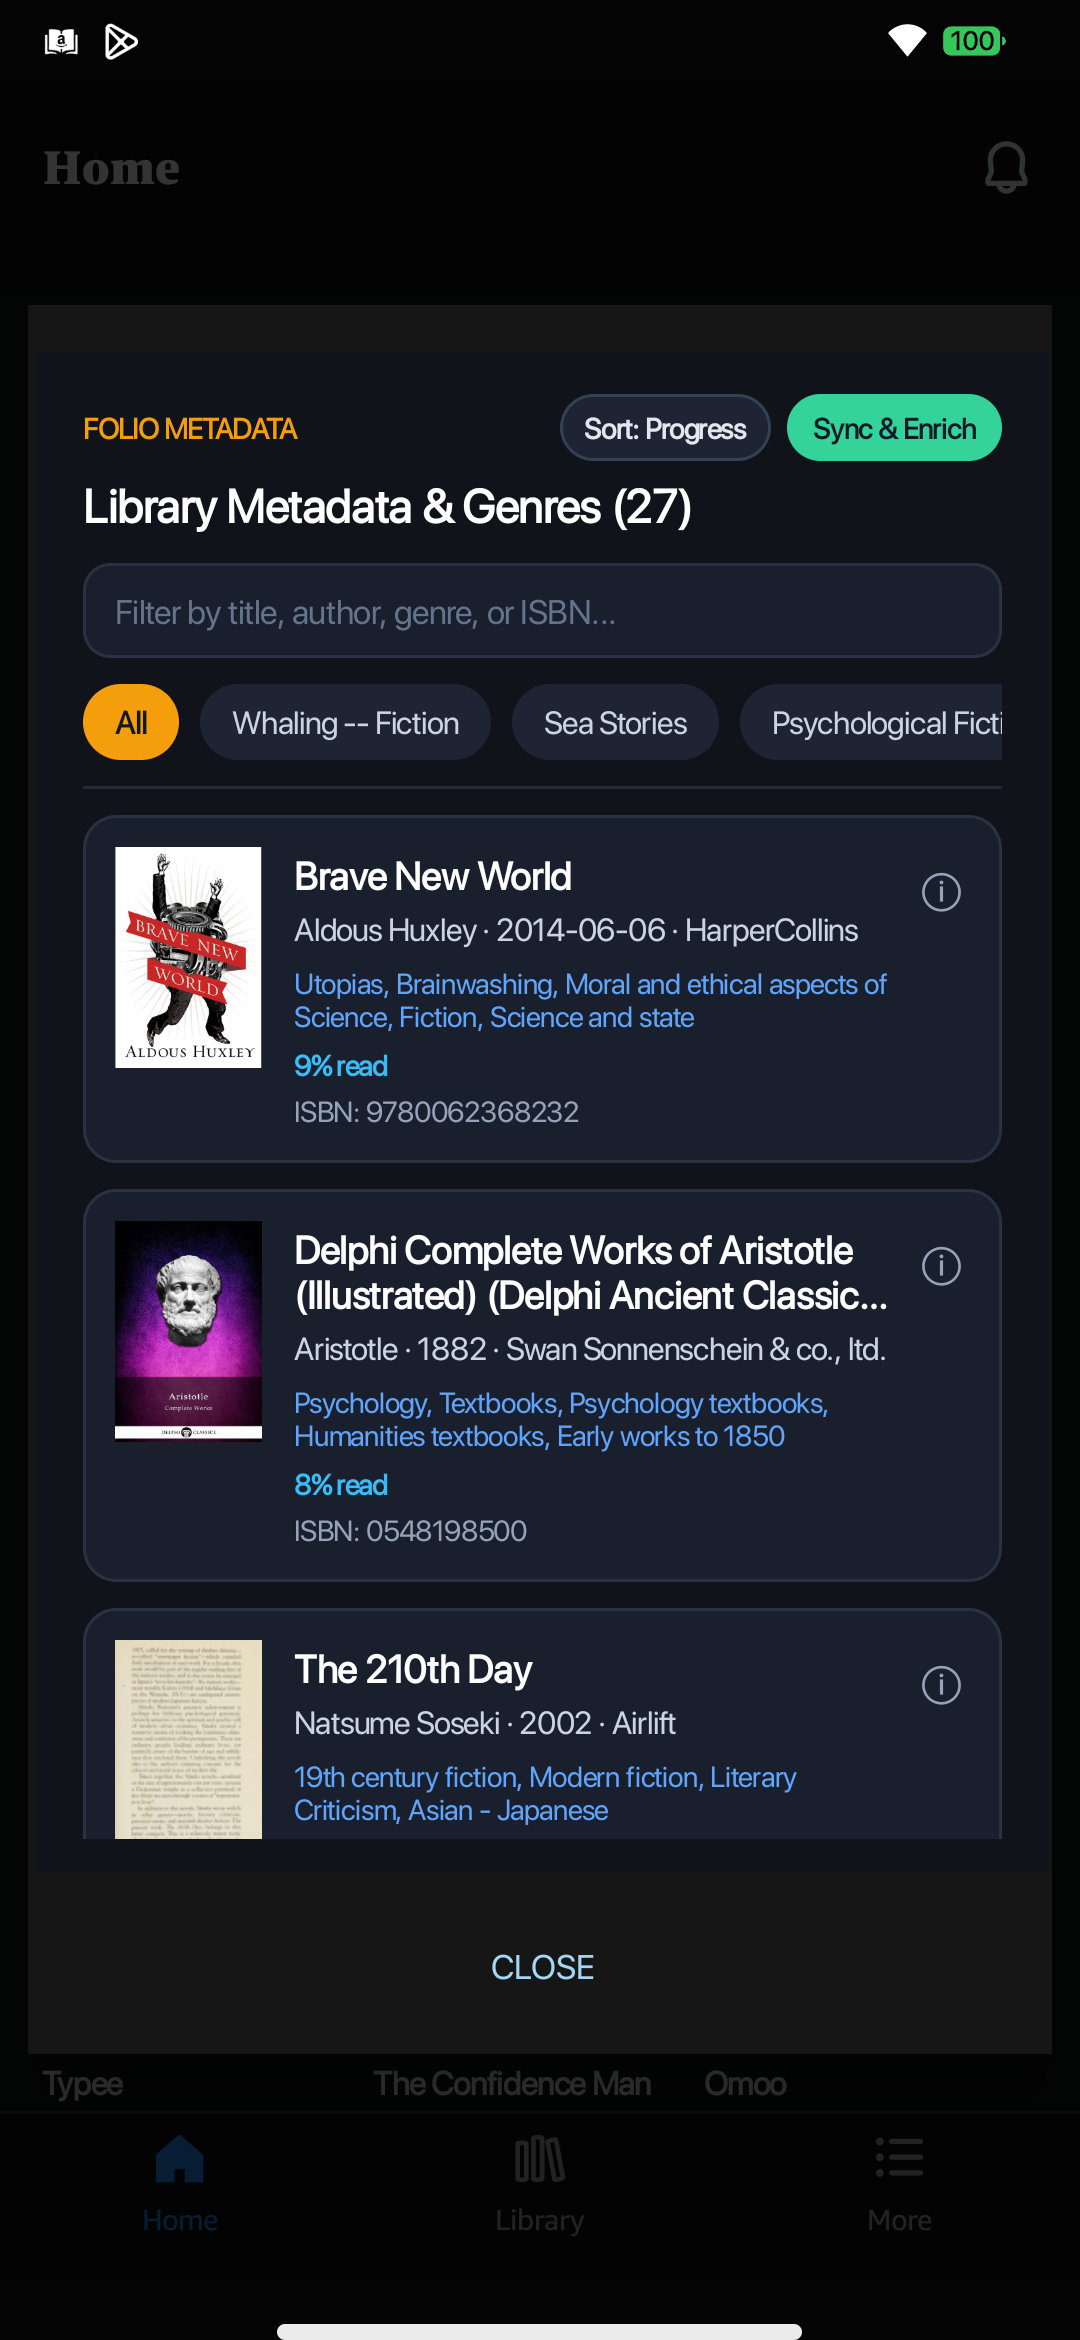 a
100
Home
FOLIO METADATA
Sort: Progress
Sync & Enrich
Library Metadata & Genres (27)
Filter by title, author, genre, or ISBN...
All
Whaling -- Fiction
Sea Stories
Psychological Ficti
BRAVE NEW
WORLD
ALDOUS HUXLEY
Brave New World
Aldous Huxley · 2014-06-06 · HarperCollins
Utopias, Brainwashing, Moral and ethical aspects of
Science, Fiction, Science and state
9% read
ISBN: 9780062368232
Aristotle
Complete Works
DELPHI CLASSICS
Delphi Complete Works of Aristotle
(Illustrated) (Delphi Ancient Classic...
Aristotle · 1882 · Swan Sonnenschein & co., ltd.
Psychology, Textbooks, Psychology textbooks,
Humanities textbooks, Early works to 1850
8% read
ISBN: 0548198500
The 210th Day
Natsume Soseki · 2002 · Airlift
19th century fiction, Modern fiction, Literary
Criticism, Asian - Japanese
CLOSE
Typee
The Confidence Man
Omoo
Home
Library
More